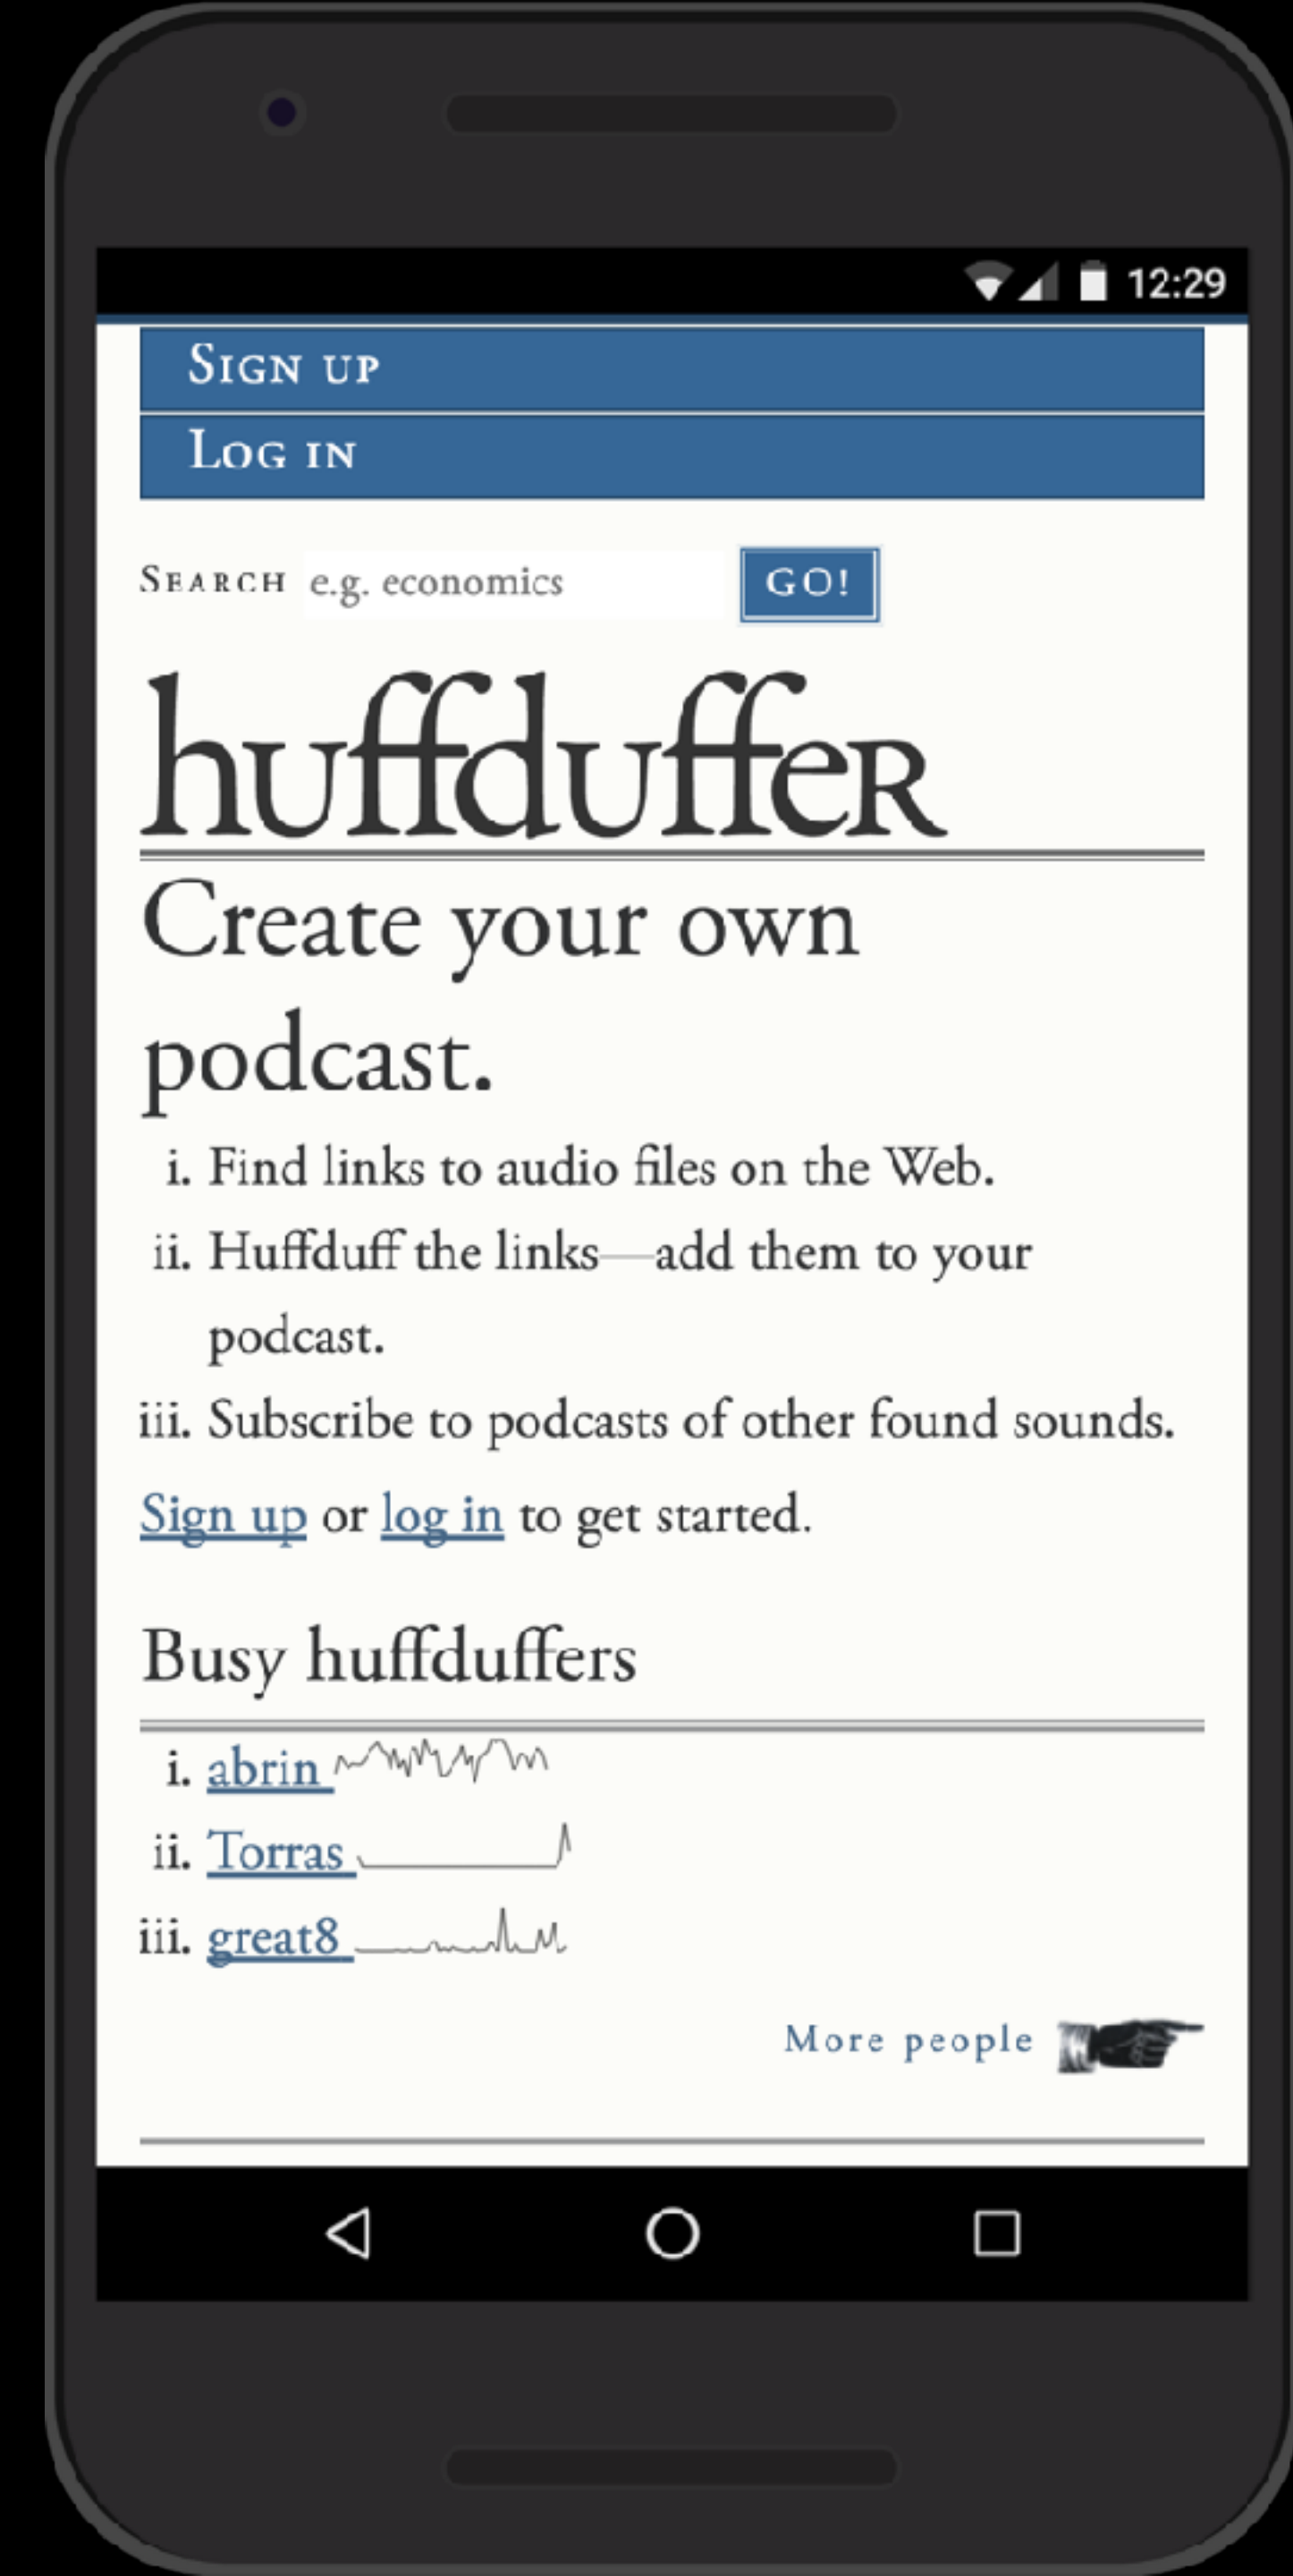 12:29
Sign up
Log in
Search e.g. economics GO!
huffduffer
Create your own
podcast.
i. Find links to audio files on the Web.
ii. Huffduff the links—add them to your
podcast.
iii. Subscribe to podcasts of other found sounds.
Sign up or log in to get started.
Busy huffduffers
i. abrin
ii. Torras
iii. great8
More people